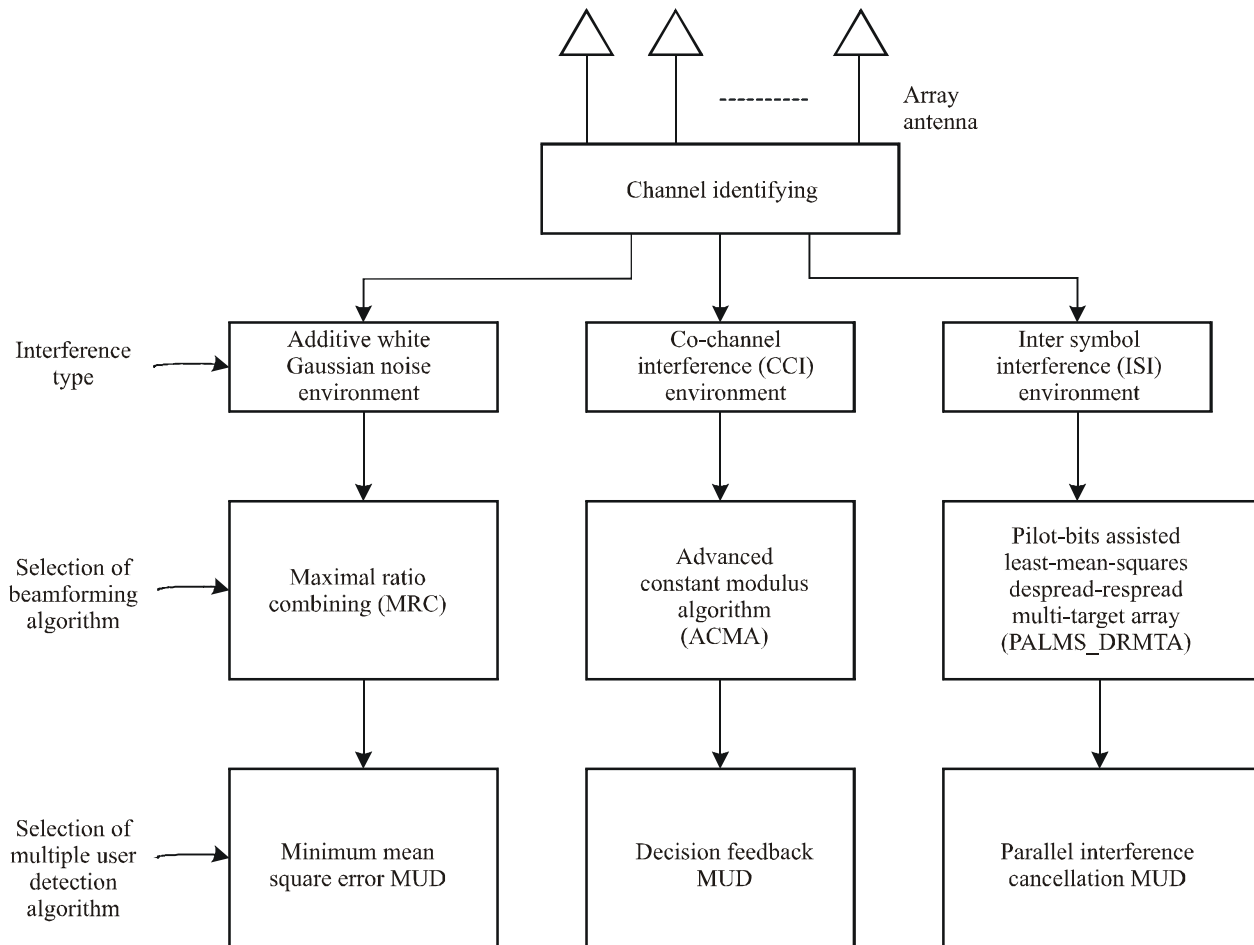 Array
antenna
Channel identifying
Interference
type
Additive white
Gaussian noise
environment
Co-channel
interference (CCI)
environment
Inter symbol
interference (ISI)
environment
Selection of
beamforming
algorithm
Maximal ratio
combining (MRC)
Advanced
constant modulus
algorithm
(ACMA)
Pilot-bits assisted
least-mean-squares
despread-respread
multi-target array
(PALMS_DRMTA)
Selection of
multiple user
detection
algorithm
Minimum mean
square error MUD
Decision feedback
MUD
Parallel interference
cancellation MUD